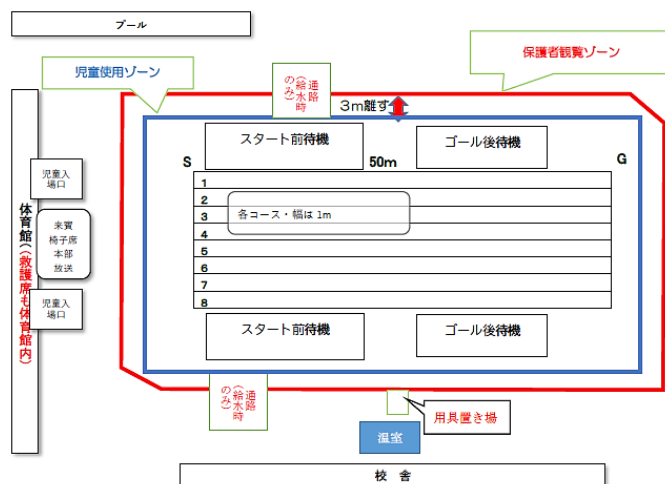 プール
保護者観覧ゾーン
児童使用ゾーン
通路
(給水時
のみ)
3m離す
スタート前待機
ゴール後待機
S
50m
G
1
2
各コース・幅は1m
3
4
5
6
7
8
児童入
場口
来賓
椅子席
本部
放送
児童入
場口
体育館(救護席も体育館内)
スタート前待機
ゴール後待機
通路
(給水時
のみ)
用具置き場
温室
校 舎